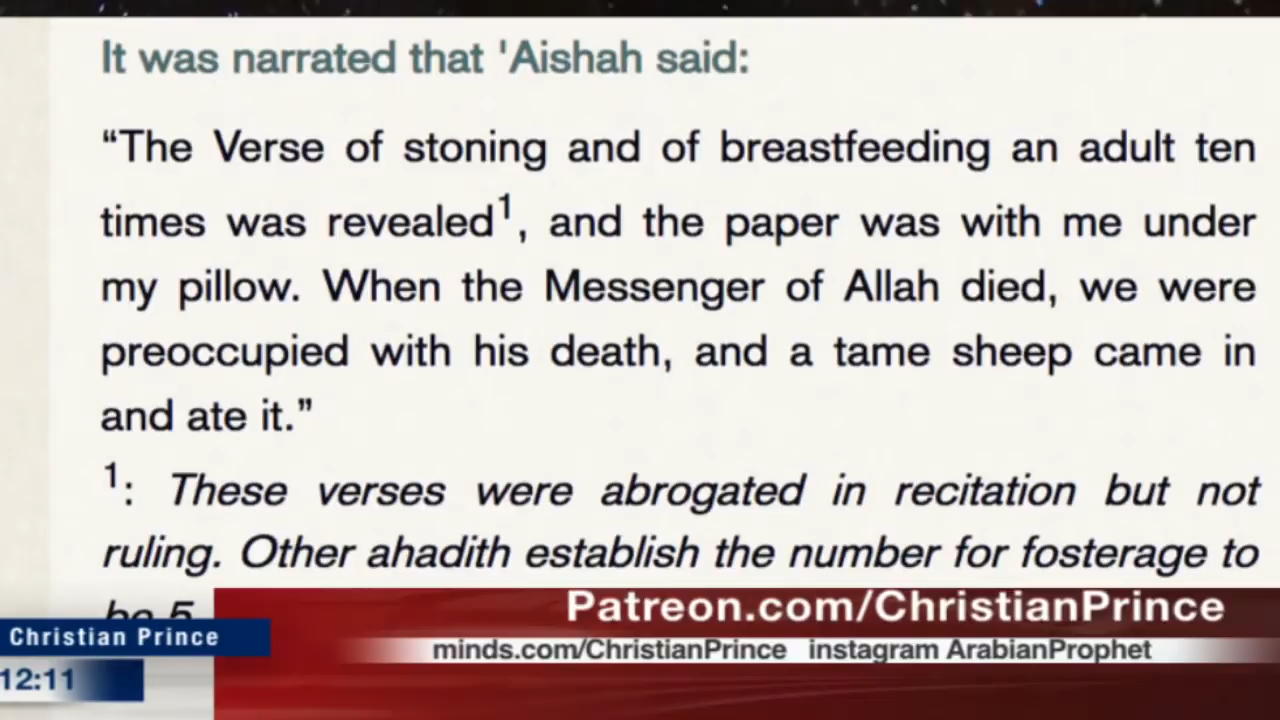 It was narrated that 'Aishah said:
“The Verse of stoning and of breastfeeding an adult ten
times was revealed¹, and the paper was with me under
my pillow. When the Messenger of Allah died, we were
preoccupied with his death, and a tame sheep came in
and ate it.”
¹: These verses were abrogated in recitation but not
ruling. Other ahadith establish the number for fosterage to
be 5
Patreon.com/ChristianPrince
Christian Prince
minds.com/ChristianPrince instagram ArabianProphet
12:11